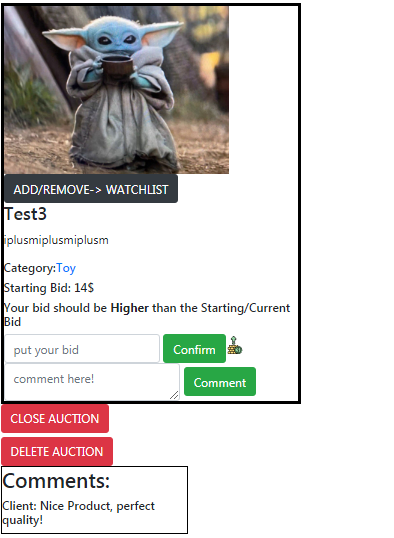 ADD/REMOVE-> WATCHLIST
Test3
iplusmiplusmiplusm
Category:Toy
Starting Bid: 14$
Your bid should be Higher than the Starting/Current
Bid
put your bid
Confirm
comment here!
Comment
CLOSE AUCTION
DELETE AUCTION
Comments:
Client: Nice Product, perfect
quality!